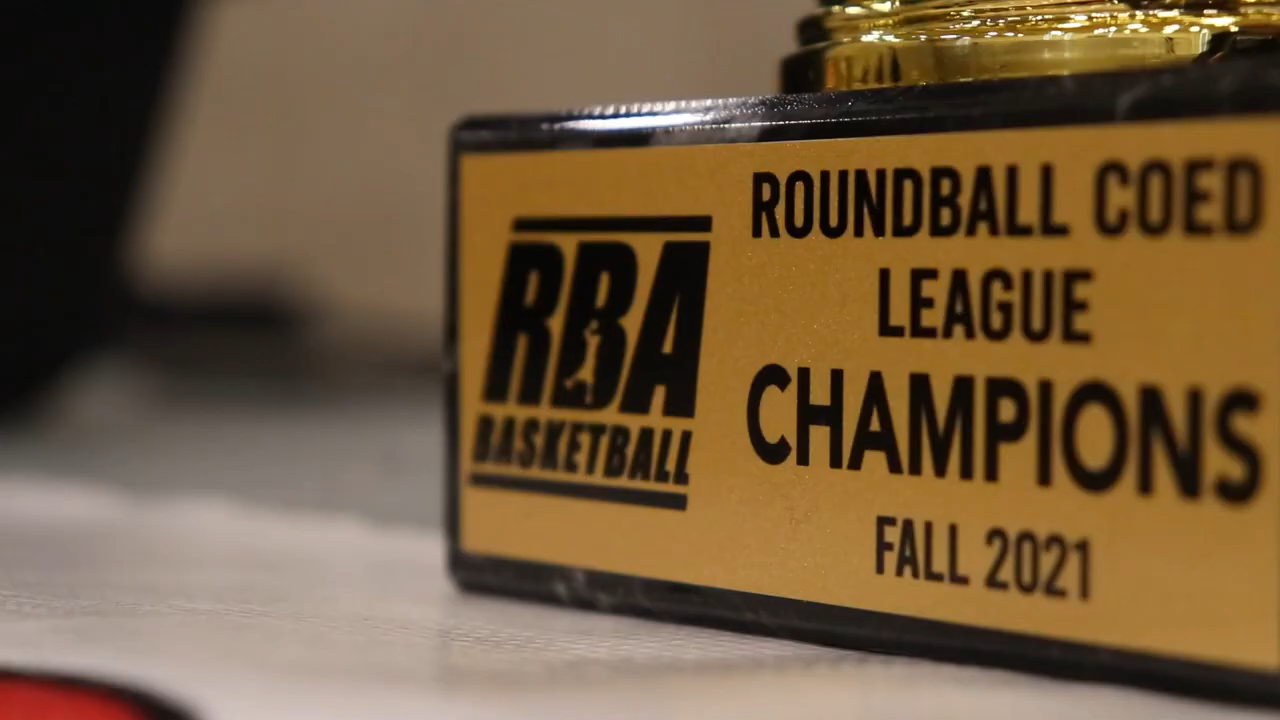 RBA
BASKETBALL
ROUNDBALL COED
LEAGUE
CHAMPIONS
FALL 2021